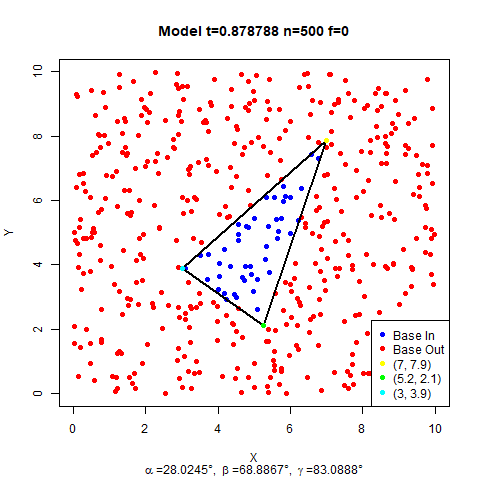 Model t=0.878788 n=500 f=0
Y
10
8
6
4
2
0
0 2 4 6 8 10
Base In
Base Out
(7, 7.9)
(5.2, 2.1)
(3, 3.9)
X
α=28.0245°, β=68.8867°, γ=83.0888°